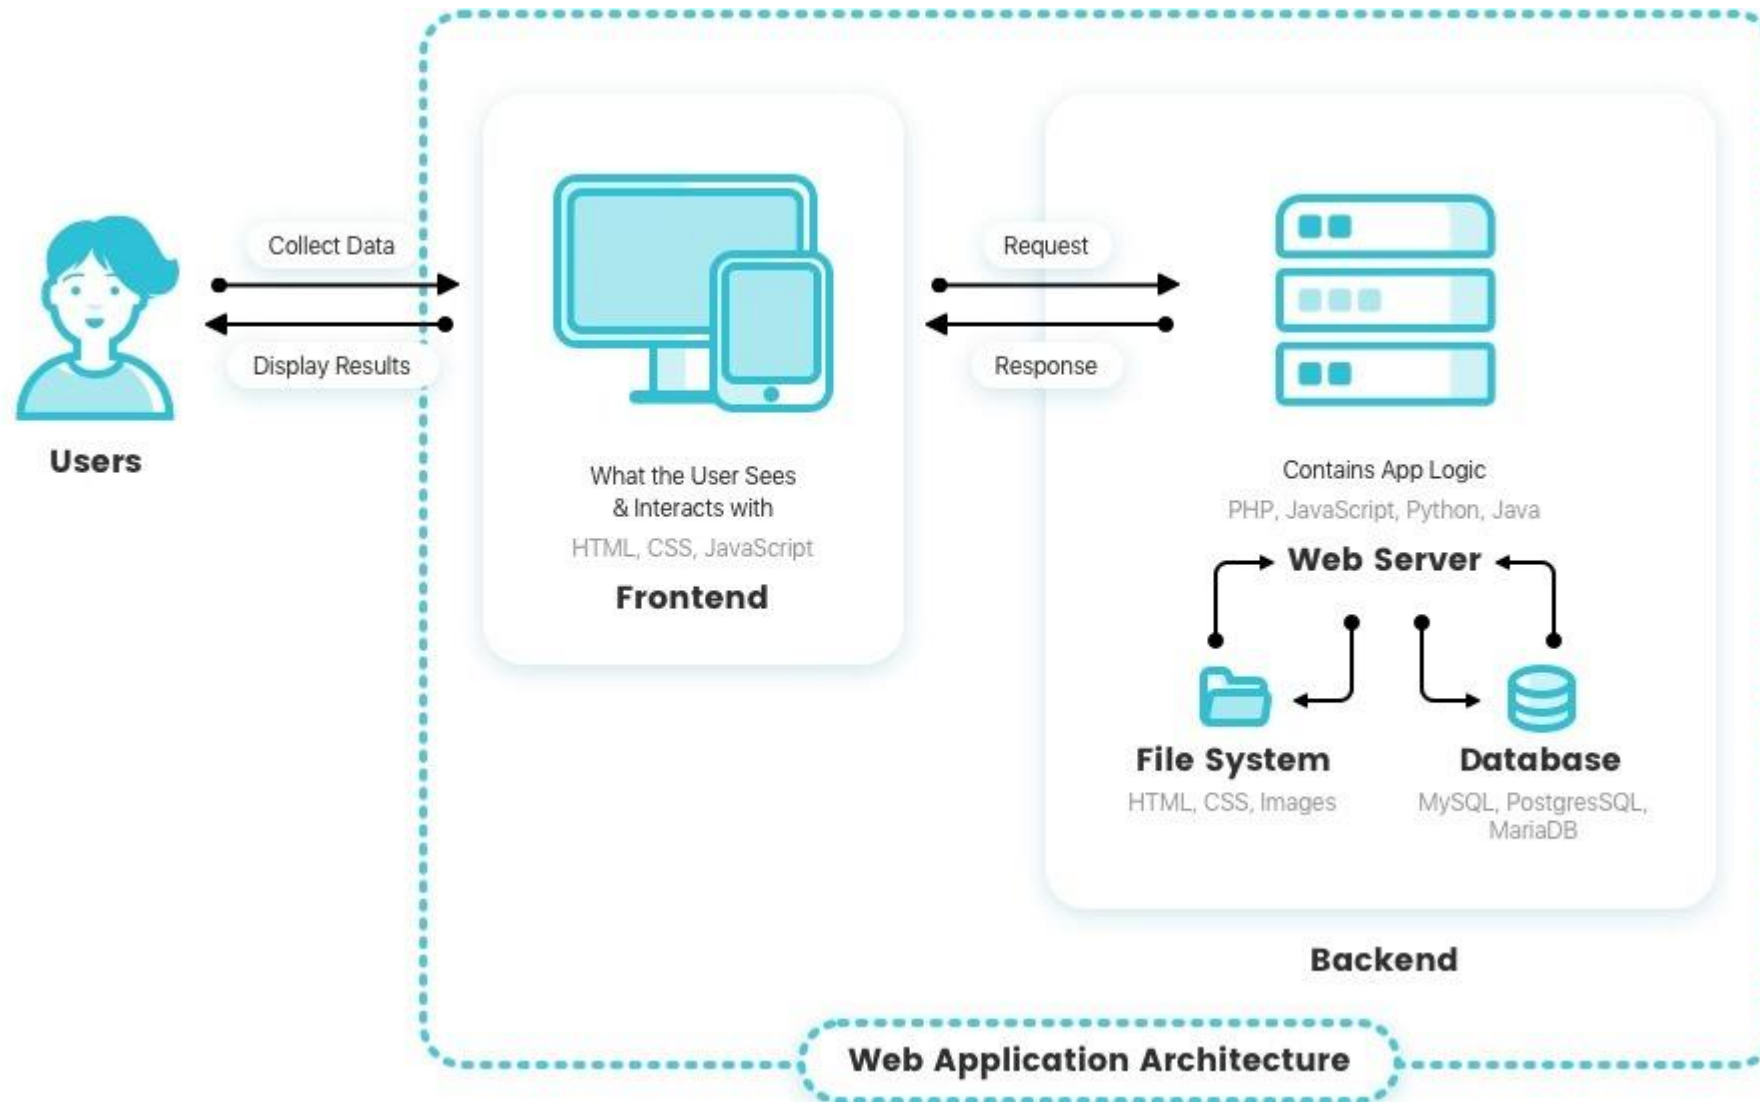 Collect Data
Display Results
Users
What the User Sees
& Interacts with
HTML, CSS, JavaScript
Frontend
Request
Response
Contains App Logic
PHP, JavaScript, Python, Java
Web Server
File System
HTML, CSS, Images
Database
MySQL, PostgresSQL,
MariaDB
Backend
Web Application Architecture